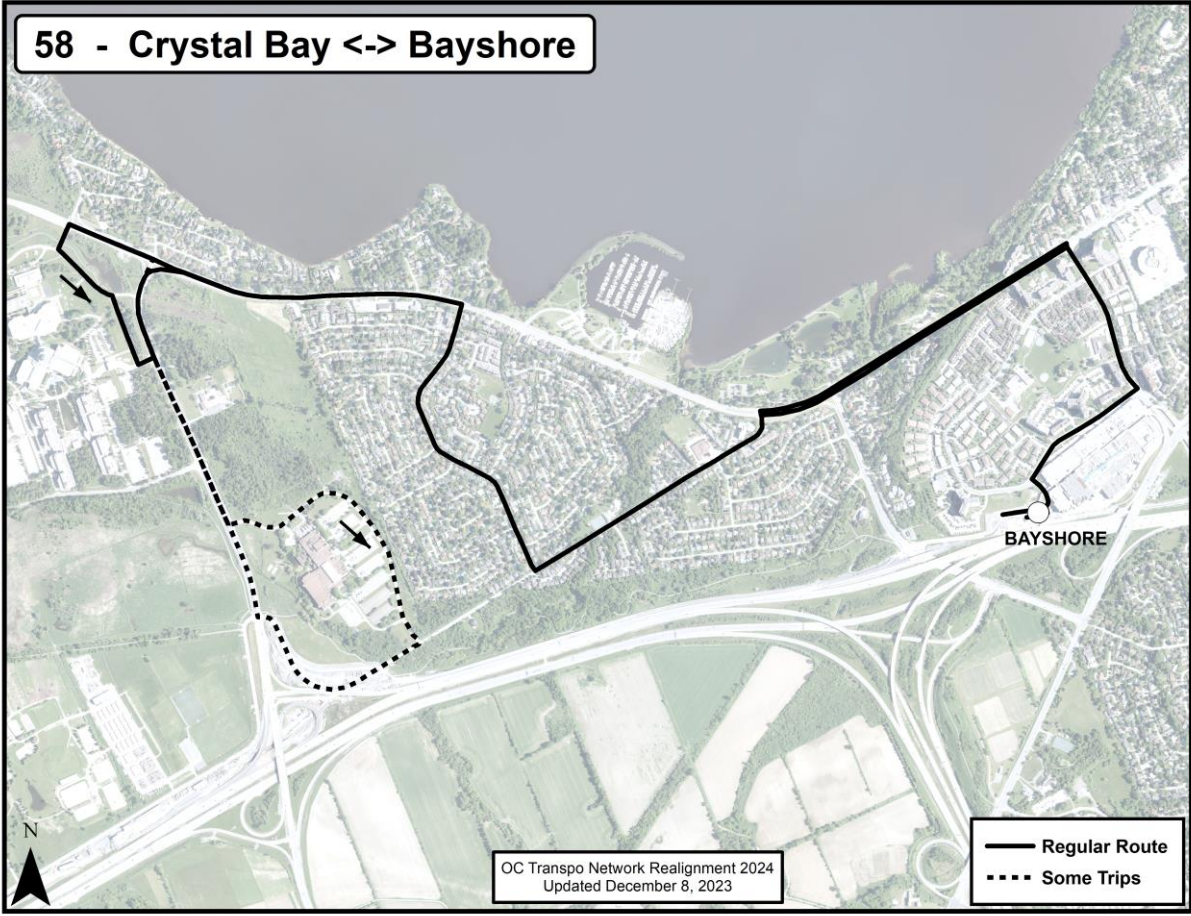 58 - Crystal Bay <-> Bayshore
BAYSHORE
N
Regular Route
Some Trips
OC Transpo Network Realignment 2024
Updated December 8, 2023